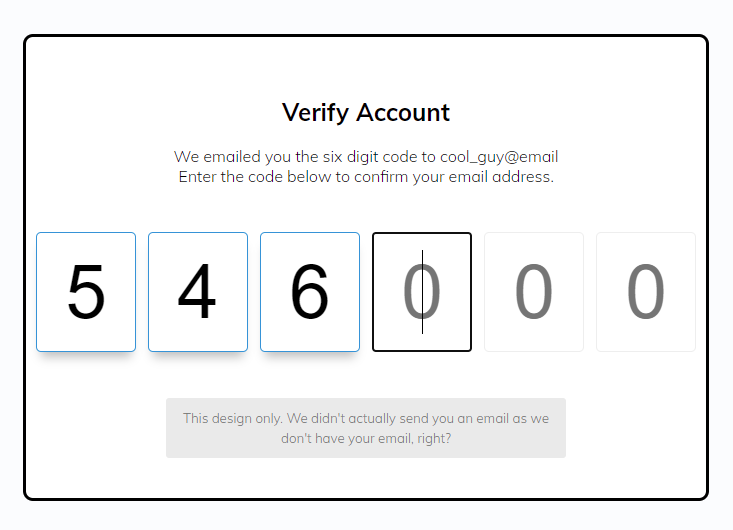 Verify Account
We emailed you the six digit code to cool_guy@email
Enter the code below to confirm your email address.
5 4 6 0 0 0
This design only. We didn't actually send you an email as we
don't have your email, right?